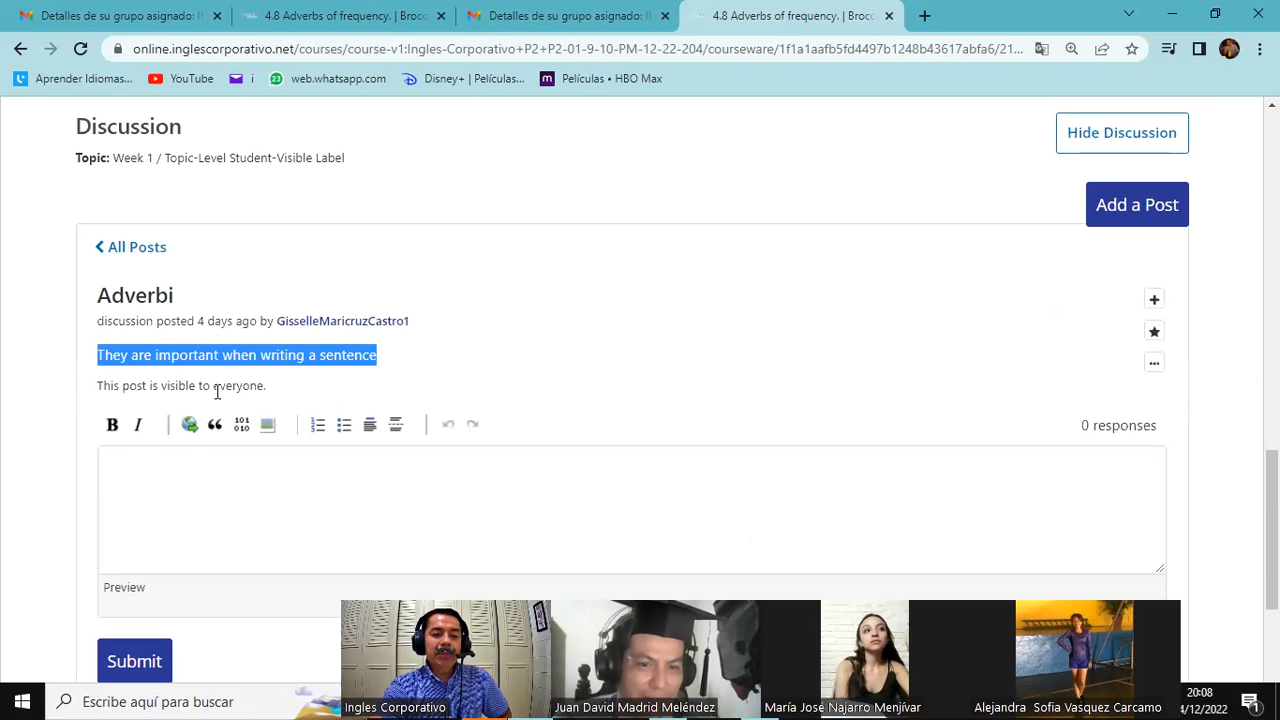 Detalles de su grupo asignado: I
4.8 Adverbs of frequency. | Brocc
Detalles de su grupo asignado: I
4.8 Adverbs of frequency. | Brocc
online.inglescorporativo.net/courses/course-v1:Ingles-Corporativo+P2+P2-01-9-10-PM-12-22-204/courseware/1f1a1aafb5fd4497b1248b43617abfa6/21...
Aprender Idiomas...
YouTube
i
web.whatsapp.com
Disney+ | Películas,...
Películas • HBO Max
Discussion
Hide Discussion
Topic: Week 1 / Topic-Level Student-Visible Label
Add a Post
All Posts
Adverbi
discussion posted 4 days ago by GisselleMaricruzCastro1
They are important when writing a sentence
This post is visible to everyone.
B I
101
010
0 responses
Preview
Submit
Ingles Corporativo
Juan David Madrid Meléndez
María José Najarro Menjívar
Alejandra Sofia Vasquez Carcamo
Escribe aquí para buscar
20:08
4/12/2022
1